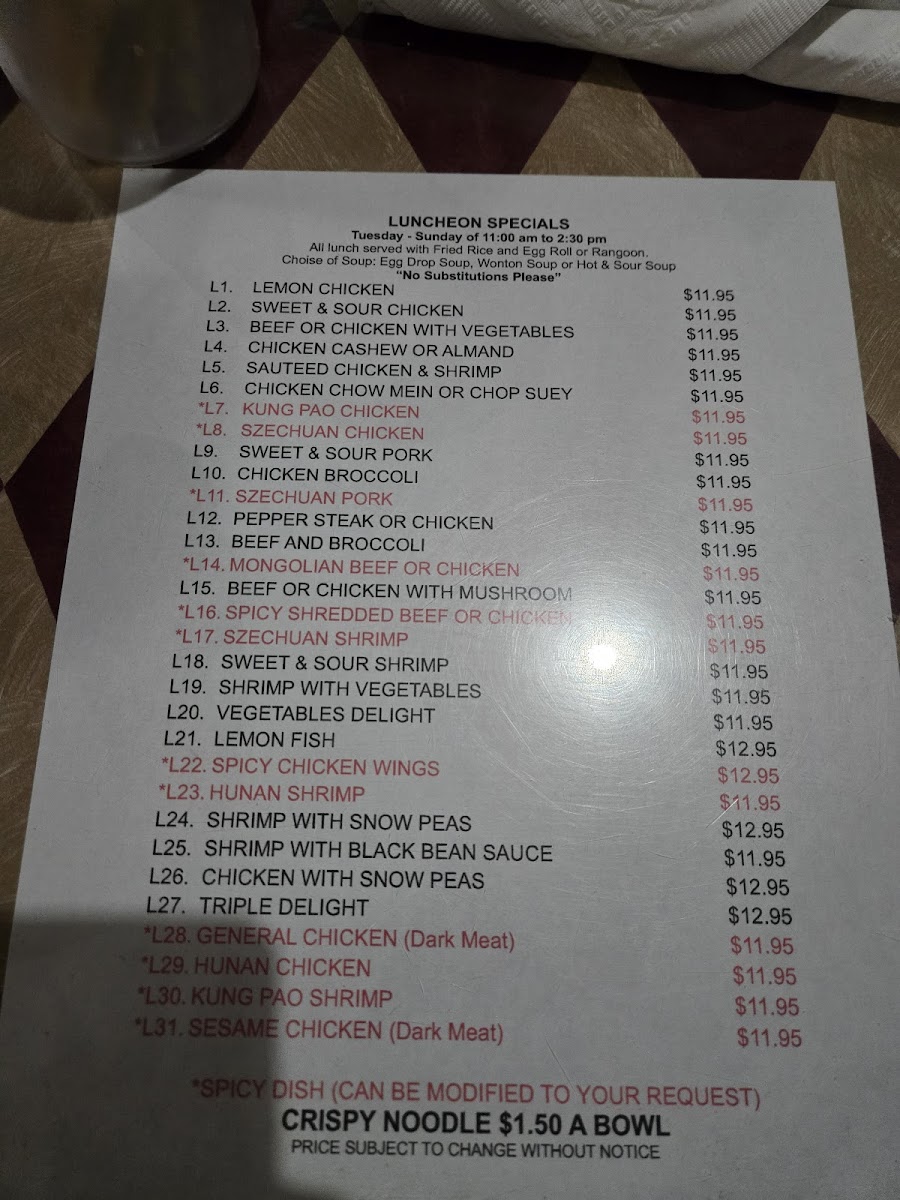 LUNCHEON SPECIALS
Tuesday - Sunday of 11:00 am to 2:30 pm
All lunch served with Fried Rice and Egg Roll or Rangoon.
Choise of Soup: Egg Drop Soup, Wonton Soup or Hot & Sour Soup
"No Substitutions Please"
L1. LEMON CHICKEN $11.95
L2. SWEET & SOUR CHICKEN $11.95
L3. BEEF OR CHICKEN WITH VEGETABLES $11.95
L4. CHICKEN CASHEW OR ALMAND $11.95
L5. SAUTEED CHICKEN & SHRIMP $11.95
L6. CHICKEN CHOW MEIN OR CHOP SUEY $11.95
*L7. KUNG PAO CHICKEN $11.95
*L8. SZECHUAN CHICKEN $11.95
L9. SWEET & SOUR PORK $11.95
L10. CHICKEN BROCCOLI $11.95
*L11. SZECHUAN PORK $11.95
L12. PEPPER STEAK OR CHICKEN $11.95
L13. BEEF AND BROCCOLI $11.95
*L14. MONGOLIAN BEEF OR CHICKEN $11.95
L15. BEEF OR CHICKEN WITH MUSHROOM $11.95
*L16. SPICY SHREDDED BEEF OR CHICKEN $11.95
*L17. SZECHUAN SHRIMP $11.95
L18. SWEET & SOUR SHRIMP $11.95
L19. SHRIMP WITH VEGETABLES $11.95
L20. VEGETABLES DELIGHT $11.95
L21. LEMON FISH $12.95
*L22. SPICY CHICKEN WINGS $12.95
*L23. HUNAN SHRIMP $11.95
L24. SHRIMP WITH SNOW PEAS $12.95
L25. SHRIMP WITH BLACK BEAN SAUCE $11.95
L26. CHICKEN WITH SNOW PEAS $12.95
L27. TRIPLE DELIGHT $12.95
*L28. GENERAL CHICKEN (Dark Meat) $11.95
*L29. HUNAN CHICKEN $11.95
*L30. KUNG PAO SHRIMP $11.95
*L31. SESAME CHICKEN (Dark Meat) $11.95
*SPICY DISH (CAN BE MODIFIED TO YOUR REQUEST)
CRISPY NOODLE $1.50 A BOWL
PRICE SUBJECT TO CHANGE WITHOUT NOTICE